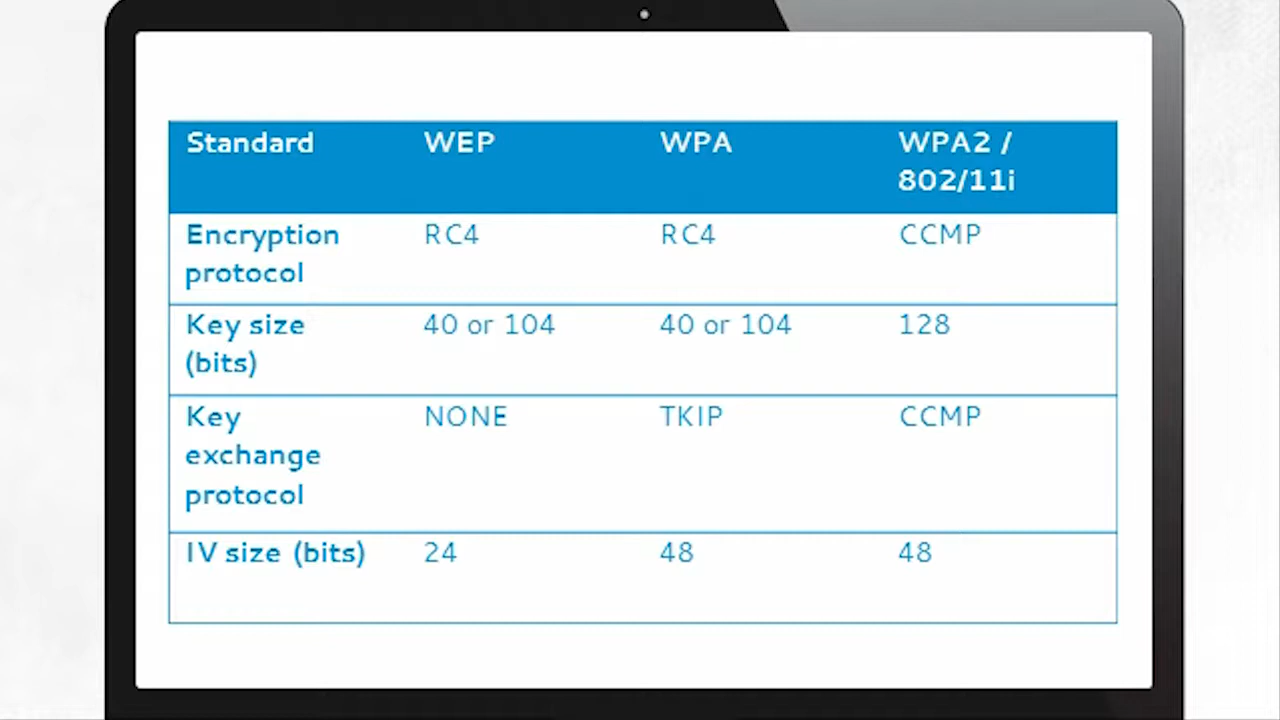 Standard WEP WPA WPA2 /
802/11i
Encryption RC4 RC4 CCMP
protocol
Key size 40 or 104 40 or 104 128
(bits)
Key NONE TKIP CCMP
exchange
protocol
IV size (bits) 24 48 48